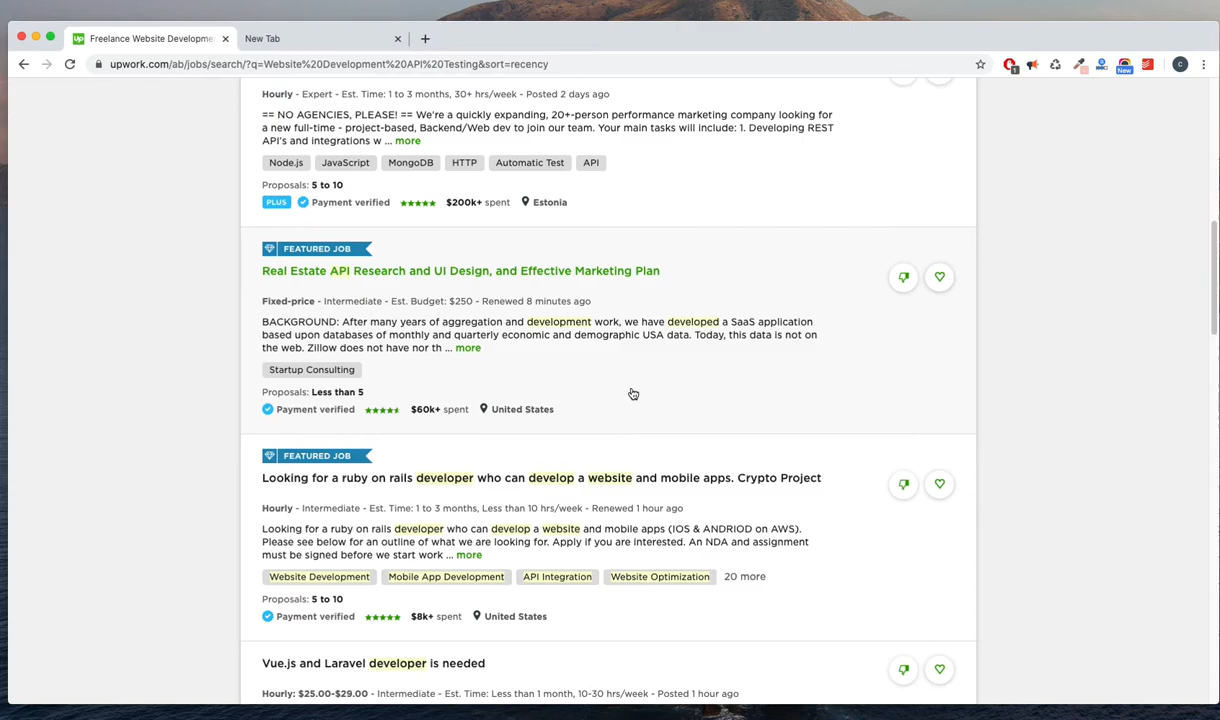 Freelance Website Developme
New Tab
upwork.com/ab/jobs/search/?q=Website%20Development%20API%20Testing&sort=recency
1
New
C
Hourly - Expert - Est. Time: 1 to 3 months, 30+ hrs/week - Posted 2 days ago
== NO AGENCIES, PLEASE! == We're a quickly expanding, 20+-person performance marketing company looking for
a new full-time - project-based, Backend/Web dev to join our team. Your main tasks will include: 1. Developing REST
API's and integrations w ... more
Node.js JavaScript MongoDB HTTP Automatic Test API
Proposals: 5 to 10
PLUS Payment verified $200k+ spent Estonia
FEATURED JOB
Real Estate API Research and UI Design, and Effective Marketing Plan
Fixed-price - Intermediate - Est. Budget: $250 - Renewed 8 minutes ago
BACKGROUND: After many years of aggregation and development work, we have developed a SaaS application
based upon databases of monthly and quarterly economic and demographic USA data. Today, this data is not on
the web. Zillow does not have nor th ... more
Startup Consulting
Proposals: Less than 5
Payment verified $60k+ spent United States
FEATURED JOB
Looking for a ruby on rails developer who can develop a website and mobile apps. Crypto Project
Hourly - Intermediate - Est. Time: 1 to 3 months, Less than 10 hrs/week - Renewed 1 hour ago
Looking for a ruby on rails developer who can develop a website and mobile apps (IOS & ANDRIOD on AWS).
Please see below for an outline of what we are looking for. Apply if you are interested. An NDA and assignment
must be signed before we start work ... more
Website Development Mobile App Development API Integration Website Optimization 20 more
Proposals: 5 to 10
Payment verified $8k+ spent United States
Vue.js and Laravel developer is needed
Hourly: $25.00-$29.00 - Intermediate - Est. Time: Less than 1 month, 10-30 hrs/week - Posted 1 hour ago